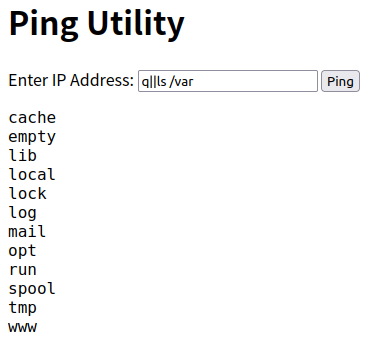 Ping Utility
Enter IP Address: q||ls /var Ping
cache
empty
lib
local
lock
log
mail
opt
run
spool
tmp
www